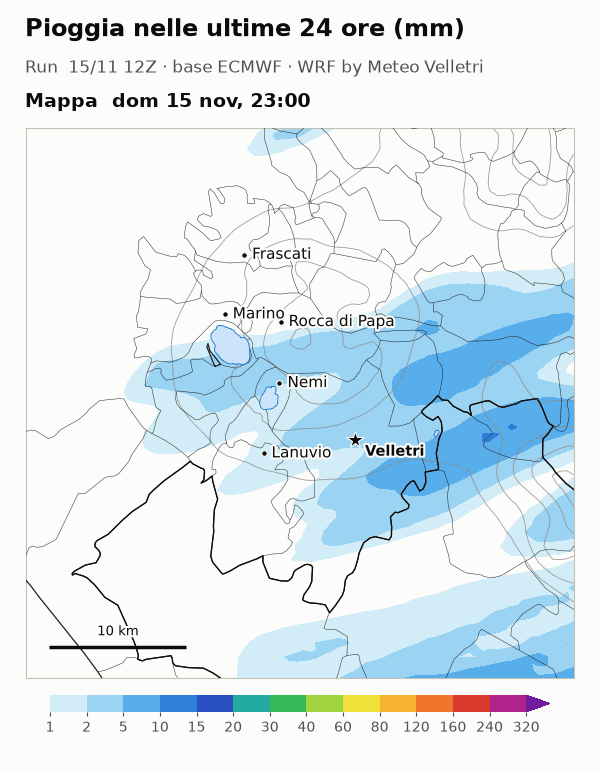 Pioggia nelle ultime 24 ore (mm)
Run  15/11 12Z · base ECMWF · WRF by Meteo Velletri
Mappa  dom 15 nov, 23:00
Frascati
Marino
Rocca di Papa
Nemi
Velletri
Lanuvio
10 km
1 2 5 10 15 20 30 40 60 80 120 160 240 320